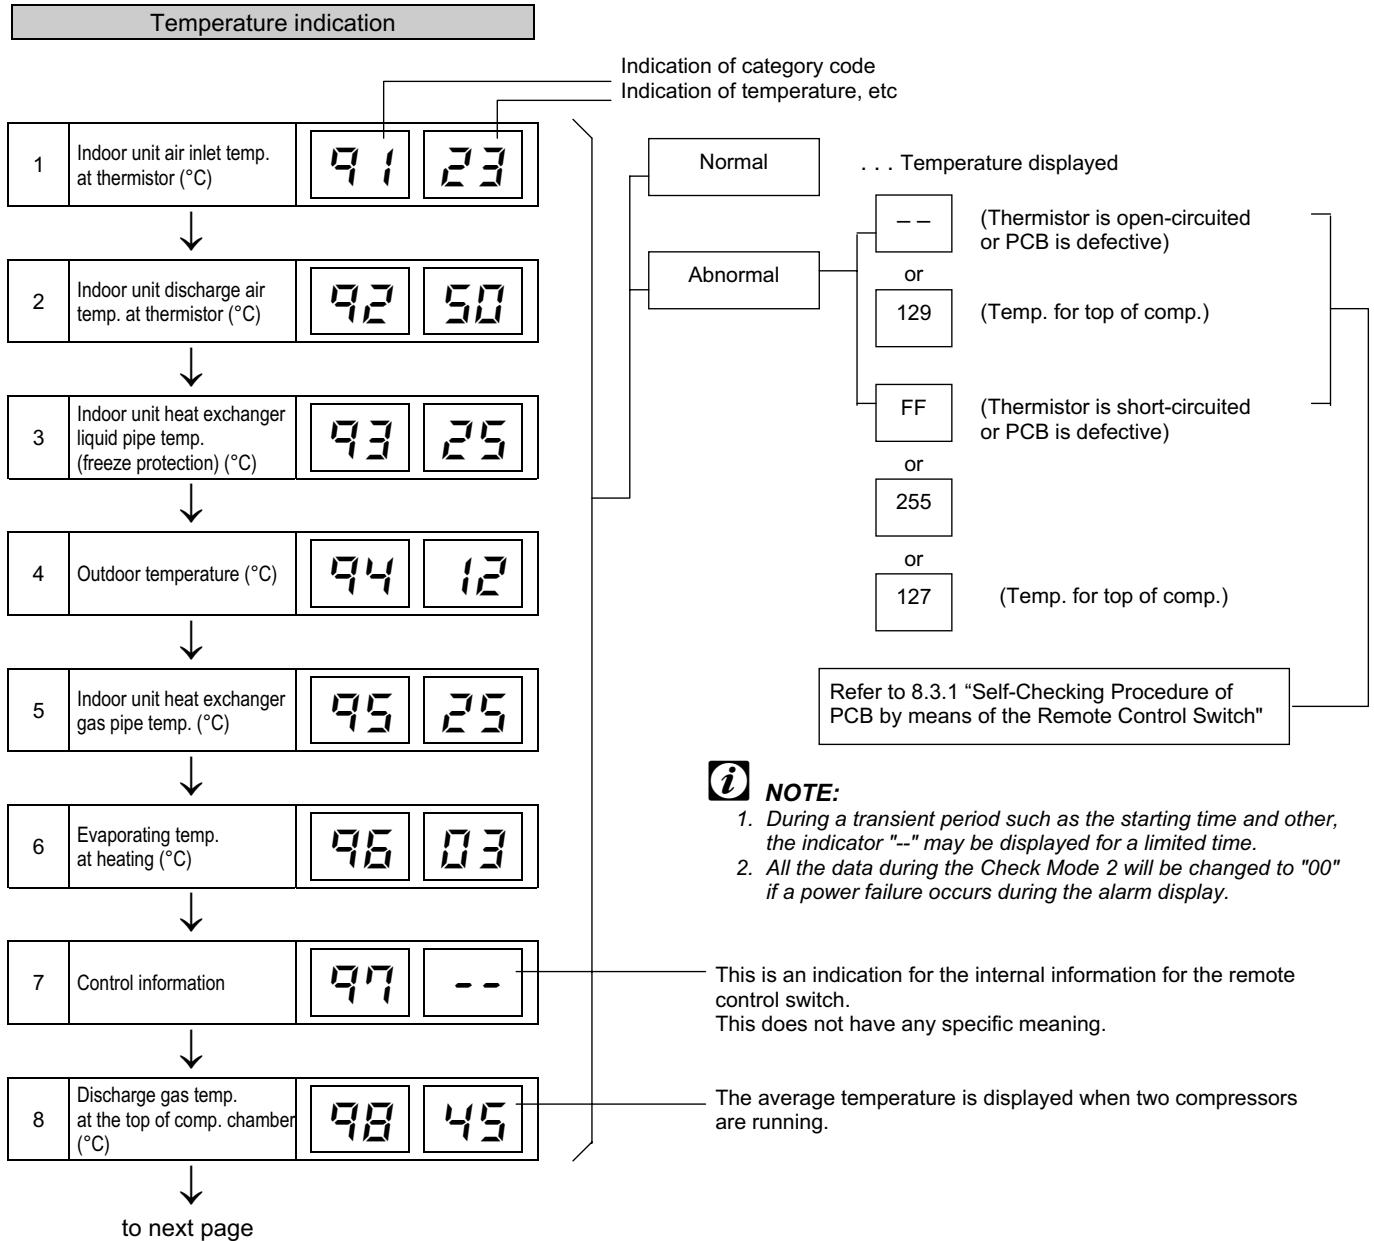 Temperature indication
Indication of category code
Indication of temperature, etc
1
Indoor unit air inlet temp.
at thermistor (°C)
91 23
2
Indoor unit discharge air
temp. at thermistor (°C)
92 50
3
Indoor unit heat exchanger
liquid pipe temp.
(freeze protection) (°C)
93 25
4
Outdoor temperature (°C)
94 12
5
Indoor unit heat exchanger
gas pipe temp. (°C)
95 25
6
Evaporating temp.
at heating (°C)
96 03
7
Control information
97 --
8
Discharge gas temp.
at the top of comp. chamber
(°C)
98 45
to next page
Normal
. . . Temperature displayed
Abnormal
– –
(Thermistor is open-circuited
or PCB is defective)
or
129
(Temp. for top of comp.)
FF
(Thermistor is short-circuited
or PCB is defective)
or
255
or
127
(Temp. for top of comp.)
Refer to 8.3.1 “Self-Checking Procedure of
PCB by means of the Remote Control Switch"
i NOTE:
1. During a transient period such as the starting time and other,
the indicator "--" may be displayed for a limited time.
2. All the data during the Check Mode 2 will be changed to "00"
if a power failure occurs during the alarm display.
This is an indication for the internal information for the remote
control switch.
This does not have any specific meaning.
The average temperature is displayed when two compressors
are running.